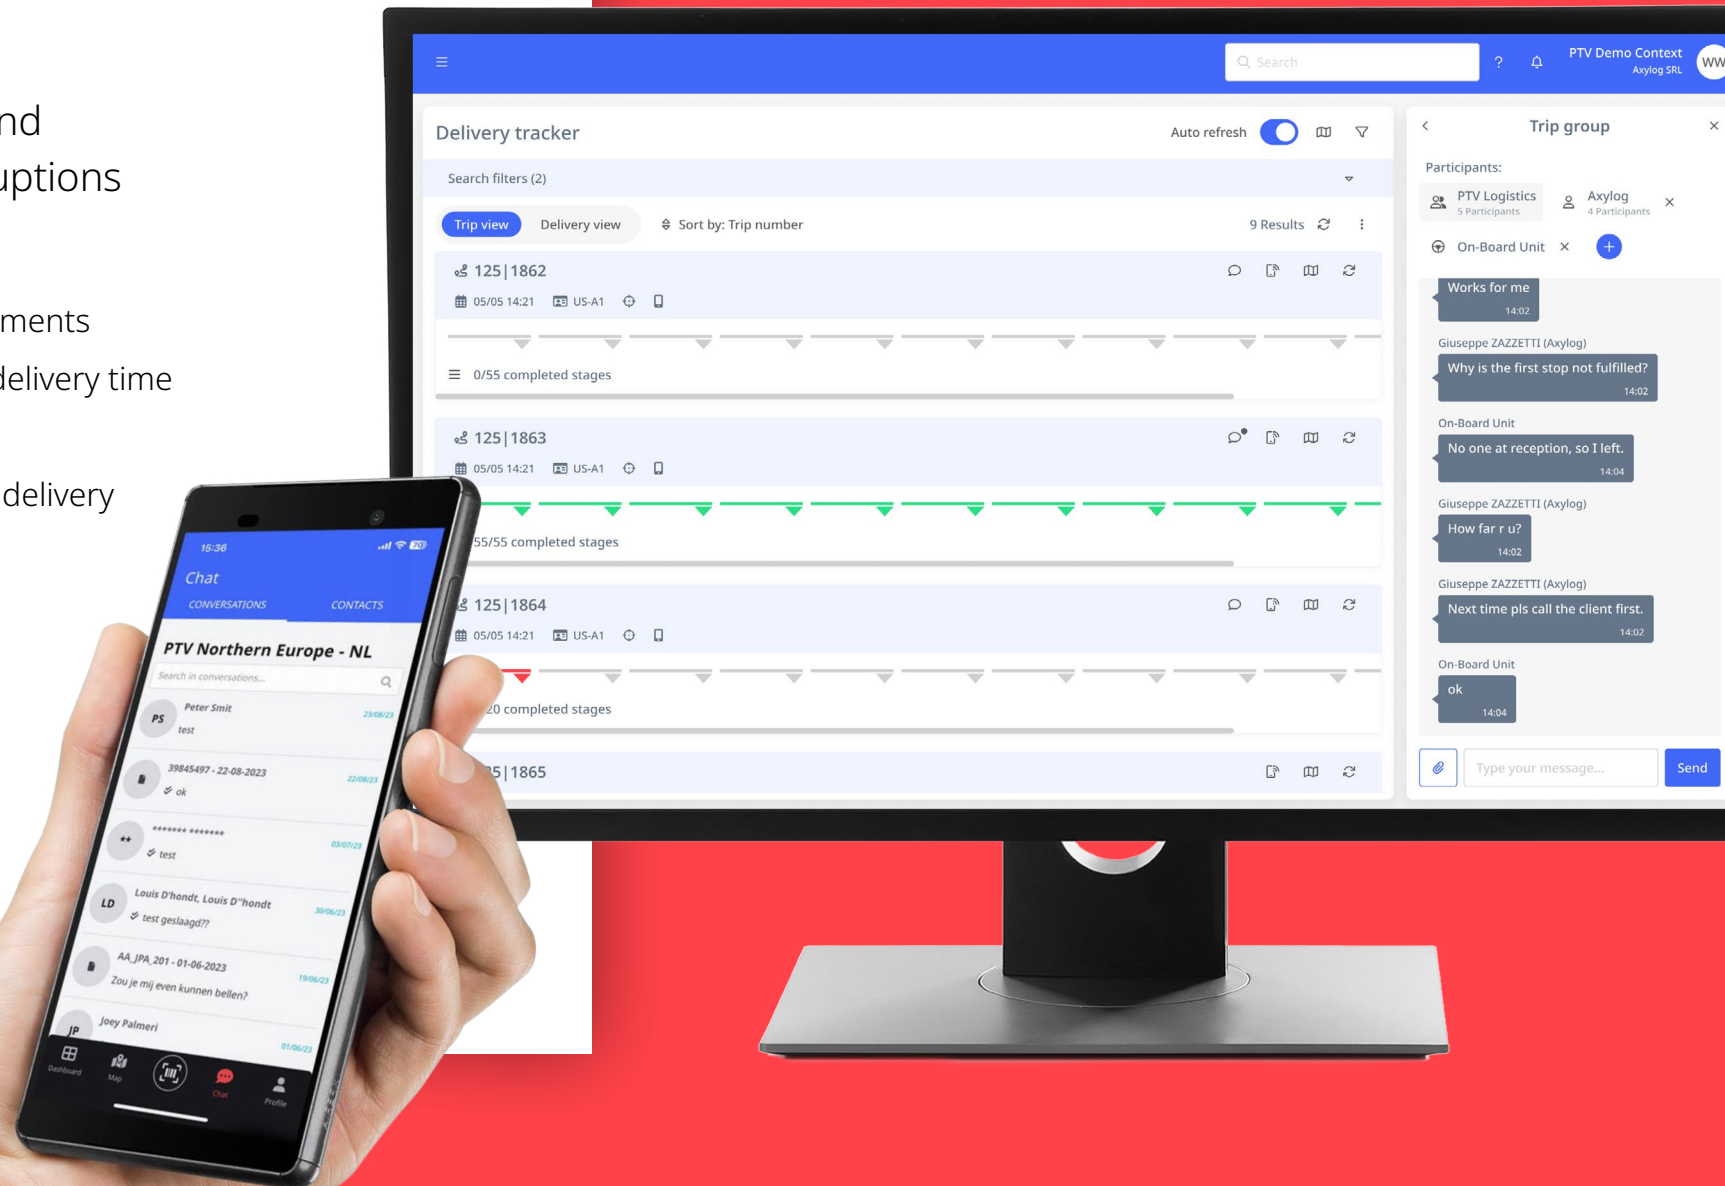 nd
uptions
ments
delivery time
delivery
Search
?
PTV Demo Context
Axylog SRL
WW
Delivery tracker
Auto refresh
Search filters (2)
Trip view
Delivery view
Sort by: Trip number
9 Results
125|1862
05/05 14:21
US-A1
0/55 completed stages
125|1863
05/05 14:21
US-A1
55/55 completed stages
125|1864
05/05 14:21
US-A1
20 completed stages
5|1865
Trip group
Participants:
PTV Logistics
5 Participants
Axylog
4 Participants
On-Board Unit
Works for me
14:02
Giuseppe ZAZZETTI (Axylog)
Why is the first stop not fulfilled?
14:02
On-Board Unit
No one at reception, so I left.
14:04
Giuseppe ZAZZETTI (Axylog)
How far r u?
14:02
Giuseppe ZAZZETTI (Axylog)
Next time pls call the client first.
14:02
On-Board Unit
ok
14:04
Type your message...
Send
15:36
70
Chat
CONVERSATIONS
CONTACTS
PTV Northern Europe - NL
Search in conversations...
PS
Peter Smit
23/08/23
test
39845497 - 22-08-2023
22/08/23
ok
**
******* *******
03/07/23
test
LD
Louis D'hondt, Louis D''hondt
30/06/23
test geslaagd??
AA_JPA_201 - 01-06-2023
19/06/23
Zou je mij even kunnen bellen?
JP
Joey Palmeri
01/06/23
Dashboard
Map
Chat
Profile